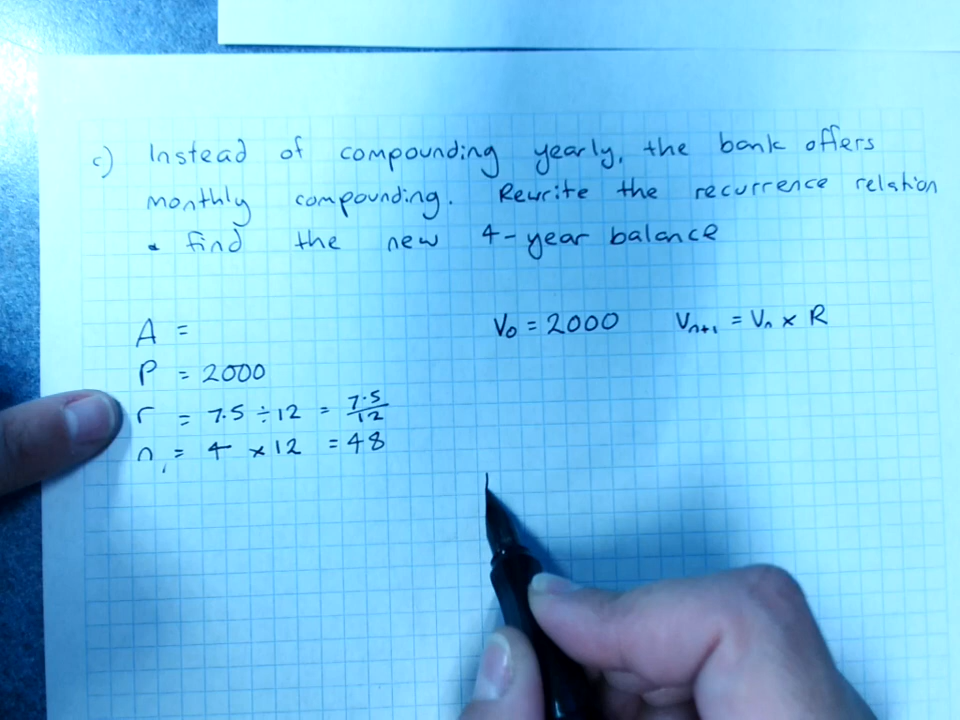 c) Instead of compounding yearly, the bank offers
monthly compounding. Rewrite the recurrence relation
find the new 4-year balance
A =
V₀ = 2000 Vₙ₊₁ = Vₙ × R
P = 2000
r = 7.5 ÷ 12 = 7.5/12
n = 4 × 12 = 48